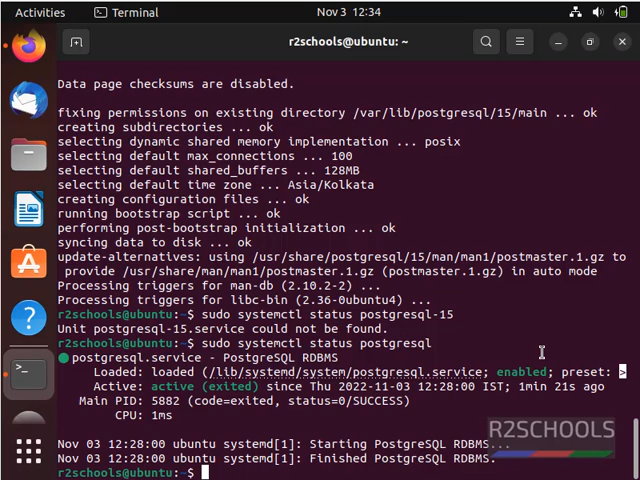 Activities
Terminal
Nov 3 12:34
r2schools@ubuntu: ~
Data page checksums are disabled.
fixing permissions on existing directory /var/lib/postgresql/15/main ... ok
creating subdirectories ... ok
selecting dynamic shared memory implementation ... posix
selecting default max_connections ... 100
selecting default shared_buffers ... 128MB
selecting default time zone ... Asia/Kolkata
creating configuration files ... ok
running bootstrap script ... ok
performing post-bootstrap initialization ... ok
syncing data to disk ... ok
update-alternatives: using /usr/share/postgresql/15/man/man1/postmaster.1.gz to
provide /usr/share/man/man1/postmaster.1.gz (postmaster.1.gz) in auto mode
Processing triggers for man-db (2.10.2-2) ...
Processing triggers for libc-bin (2.36-0ubuntu4) ...
r2schools@ubuntu:~$ sudo systemctl status postgresql-15
Unit postgresql-15.service could not be found.
r2schools@ubuntu:~$ sudo systemctl status postgresql
● postgresql.service - PostgreSQL RDBMS
Loaded: loaded (/lib/systemd/system/postgresql.service; enabled; preset: >
Active: active (exited) since Thu 2022-11-03 12:28:00 IST; 1min 21s ago
Main PID: 5882 (code=exited, status=0/SUCCESS)
CPU: 1ms
Nov 03 12:28:00 ubuntu systemd[1]: Starting PostgreSQL RDBMS...
Nov 03 12:28:00 ubuntu systemd[1]: Finished PostgreSQL RDBMS.
r2schools@ubuntu:~$
R2SCHOOLS